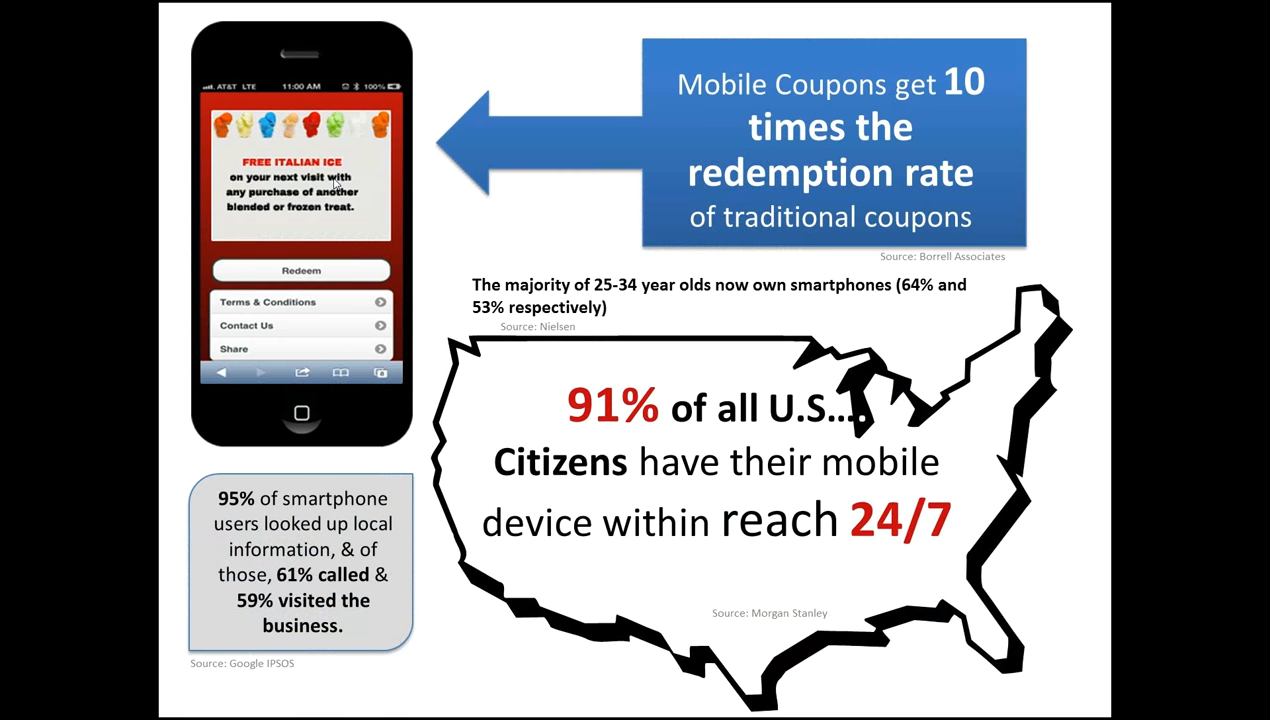 AT&T LTE 11:00 AM 100%
FREE ITALIAN ICE
on your next visit with
any purchase of another
blended or frozen treat.
Redeem
Terms & Conditions
Contact Us
Share
Mobile Coupons get 10
times the
redemption rate
of traditional coupons
Source: Borrell Associates
The majority of 25-34 year olds now own smartphones (64% and
53% respectively)
Source: Nielsen
91% of all U.S....
Citizens have their mobile
device within reach 24/7
Source: Morgan Stanley
95% of smartphone
users looked up local
information, & of
those, 61% called &
59% visited the
business.
Source: Google IPSOS